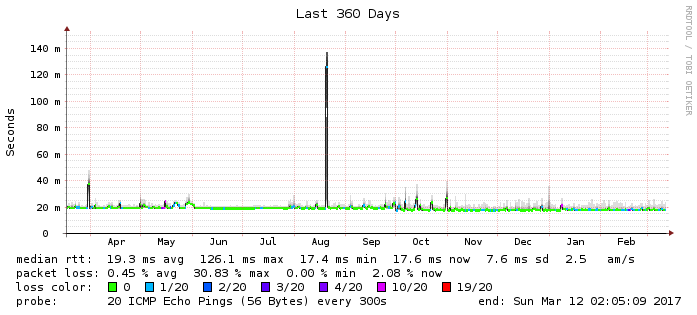 Last 360 Days
RRDTOOL / TOBI OETIKER
Seconds
140 m
120 m
100 m
80 m
60 m
40 m
20 m
0
Apr May Jun Jul Aug Sep Oct Nov Dec Jan Feb
median rtt: 19.3 ms avg 126.1 ms max 17.4 ms min 17.6 ms now 7.6 ms sd 2.5 am/s
packet loss: 0.45 % avg 30.83 % max 0.00 % min 2.08 % now
loss color: 0 1/20 2/20 3/20 4/20 10/20 19/20
probe: 20 ICMP Echo Pings (56 Bytes) every 300s end: Sun Mar 12 02:05:09 2017